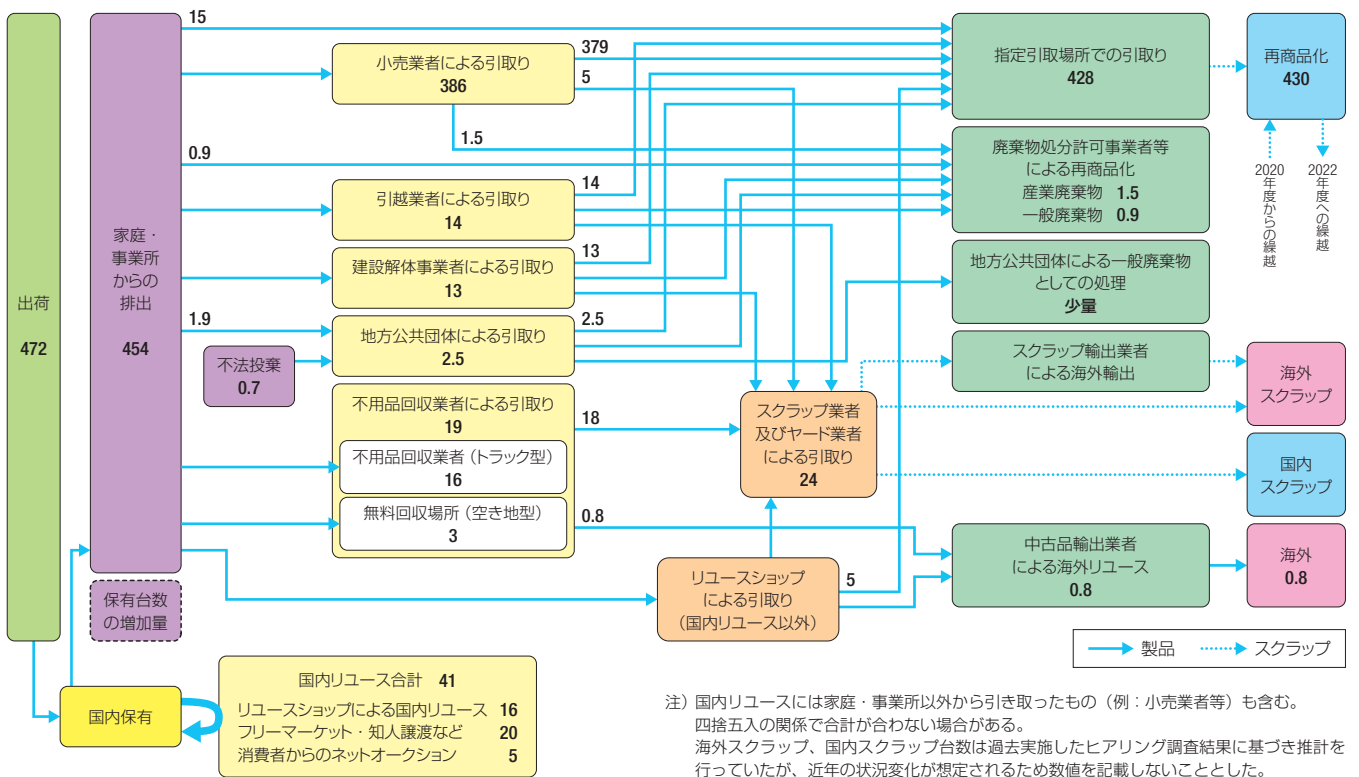 出荷
472
家庭・
事業所
からの
排出
454
保有台数
の増加量
国内保有
不法投棄
0.7
15
0.9
1.9
小売業者による引取り
386
379
5
1.5
引越業者による引取り
14
14
建設解体事業者による引取り
13
13
地方公共団体による引取り
2.5
2.5
不用品回収業者による引取り
19
18
不用品回収業者（トラック型）
16
無料回収場所（空き地型）
3
0.8
スクラップ業者
及びヤード業者
による引取り
24
リユースショップ
による引取り
（国内リユース以外）
5
指定引取場所での引取り
428
廃棄物処分許可事業者等
による再商品化
産業廃棄物 1.5
一般廃棄物 0.9
地方公共団体による一般廃棄物
としての処理
少量
スクラップ輸出業者
による海外輸出
中古品輸出業者
による海外リユース
0.8
再商品化
430
2020年度からの繰越
2022年度への繰越
海外
スクラップ
国内
スクラップ
海外
0.8
製品 スクラップ
国内リユース合計 41
リユースショップによる国内リユース 16
フリーマーケット・知人譲渡など 20
消費者からのネットオークション 5
注）国内リユースには家庭・事業所以外から引き取ったもの（例：小売業者等）も含む。
四捨五入の関係で合計が合わない場合がある。
海外スクラップ、国内スクラップ台数は過去実施したヒアリング調査結果に基づき推計を
行っていたが、近年の状況変化が想定されるため数値を記載しないこととした。